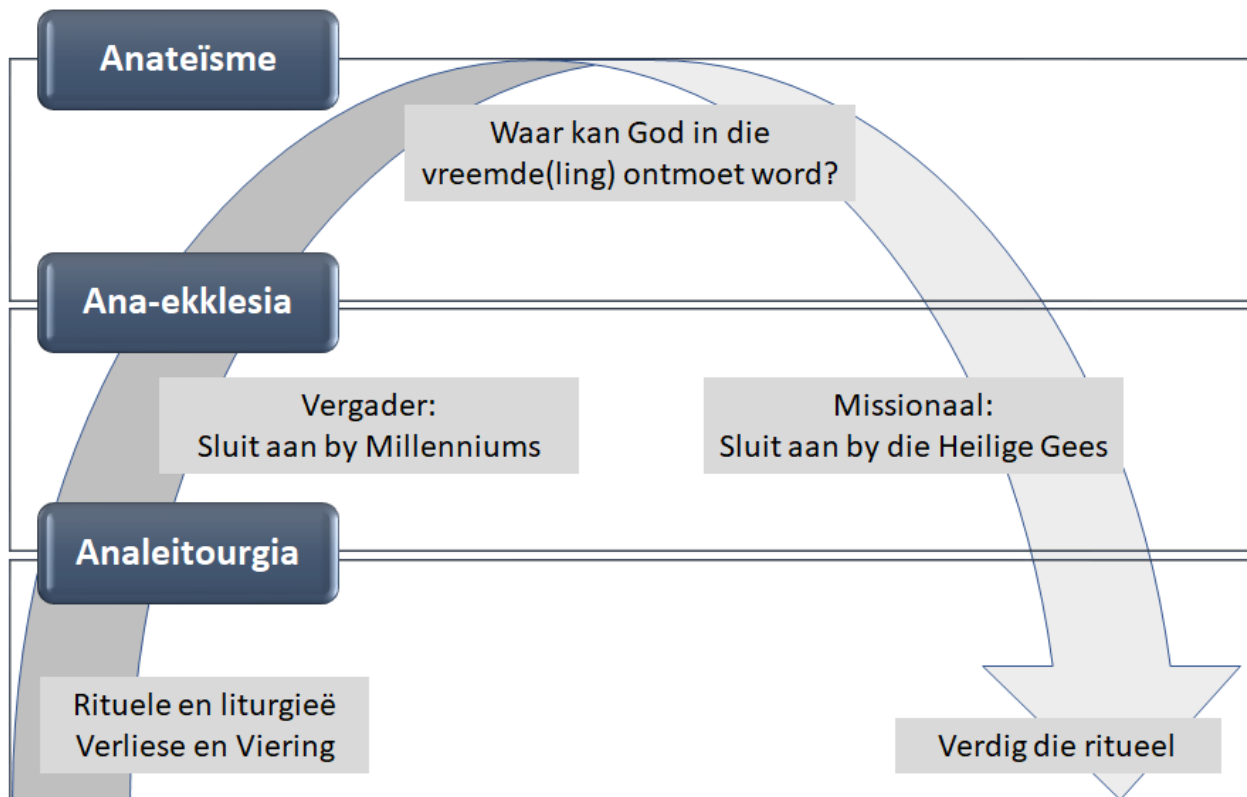 Anateïsme
Waar kan God in die
vreemde(ling) ontmoet word?
Ana-ekklesia
Vergader:
Sluit aan by Millenniums
Missionaal:
Sluit aan by die Heilige Gees
Analeitourgia
Rituele en liturgieë
Verliese en Viering
Verdig die ritueel